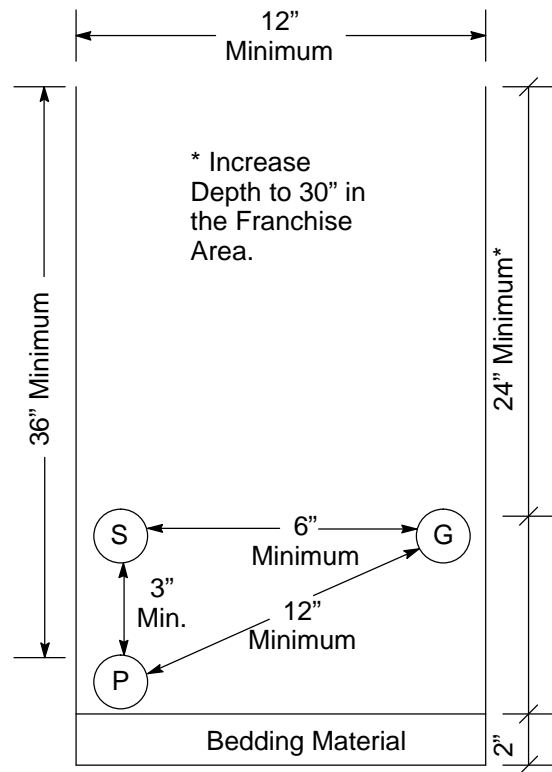 12”
Minimum
* Increase
Depth to 30” in
the Franchise
Area.
36” Minimum
24” Minimum*
S
6”
Minimum
G
3”
Min.
12”
Minimum
P
Bedding Material
2”